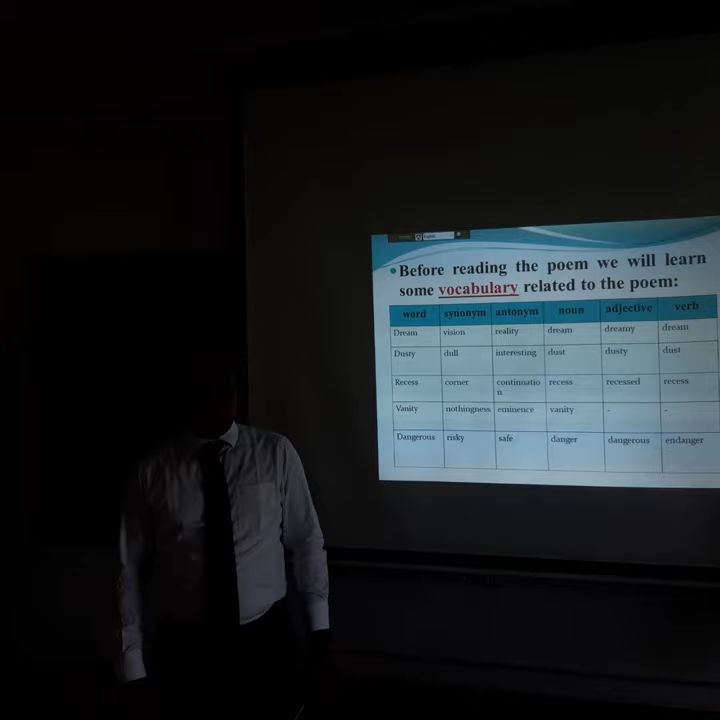 • Before reading the poem we will learn
some vocabulary related to the poem:
word synonym antonym noun adjective verb
Dream vision reality dream dreamy dream
Dusty dull interesting dust dusty dust
Recess corner continnatio recess recessed recess
n
Vanity nothingness eminence vanity - -
Dangerous risky safe danger dangerous endanger